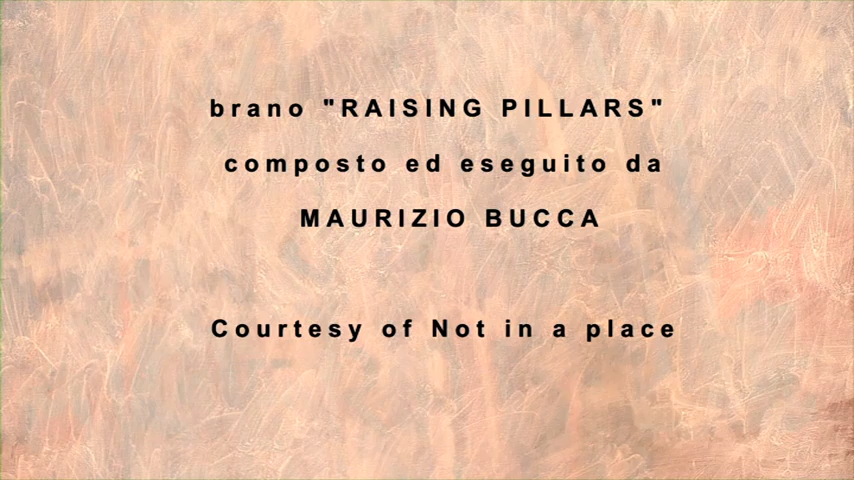 brano "RAISING PILLARS"
composto ed eseguito da
MAURIZIO BUCCA
Courtesy of Not in a place